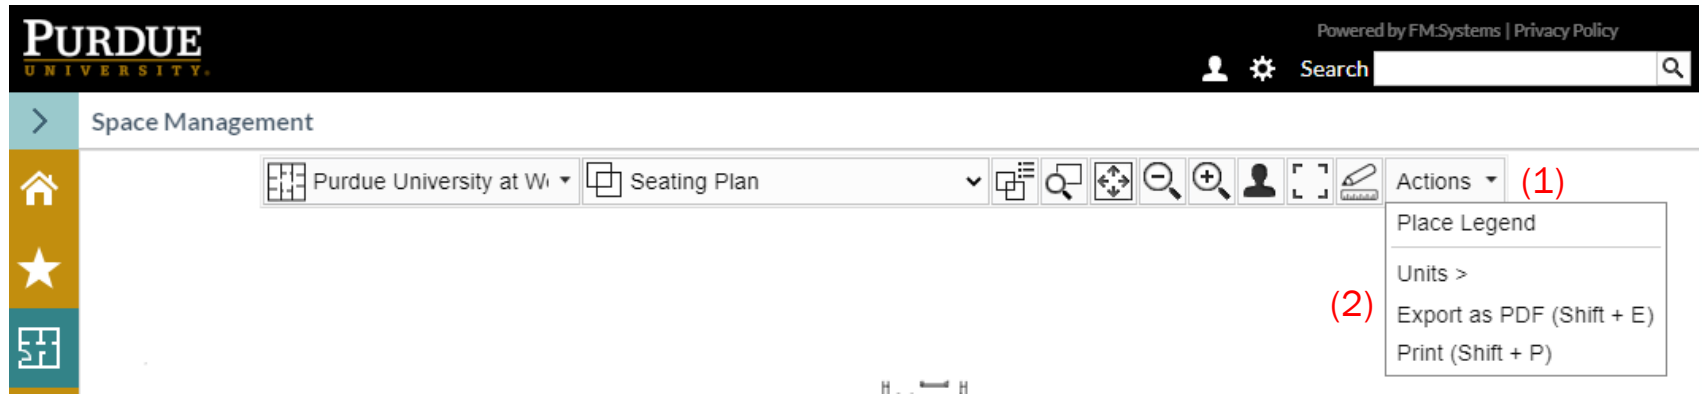 PURDUE
UNIVERSITY.
Powered by FM:Systems | Privacy Policy
Search
Space Management
Purdue University at W
Seating Plan
Actions
(1)
Place Legend
Units >
(2)
Export as PDF (Shift + E)
Print (Shift + P)